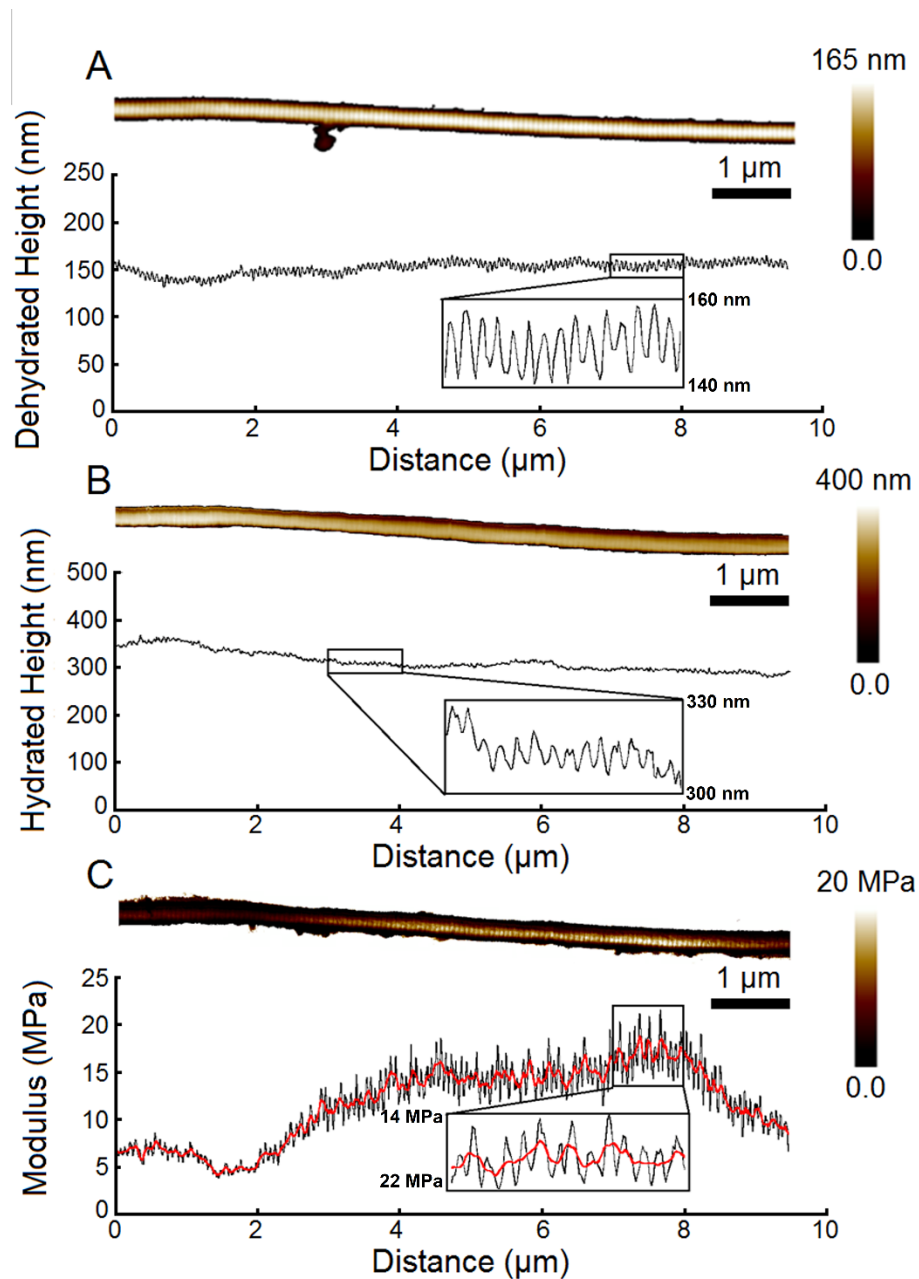 A
165 nm
0.0
1 µm
Dehydrated Height (nm)
250
200
150
100
50
0
160 nm
140 nm
0 2 4 6 8 10
Distance (µm)
B
400 nm
0.0
1 µm
Hydrated Height (nm)
500
400
300
200
100
0
330 nm
300 nm
0 2 4 6 8 10
Distance (µm)
C
20 MPa
0.0
1 µm
Modulus (MPa)
25
20
15
10
5
0
14 MPa
22 MPa
0 2 4 6 8 10
Distance (µm)